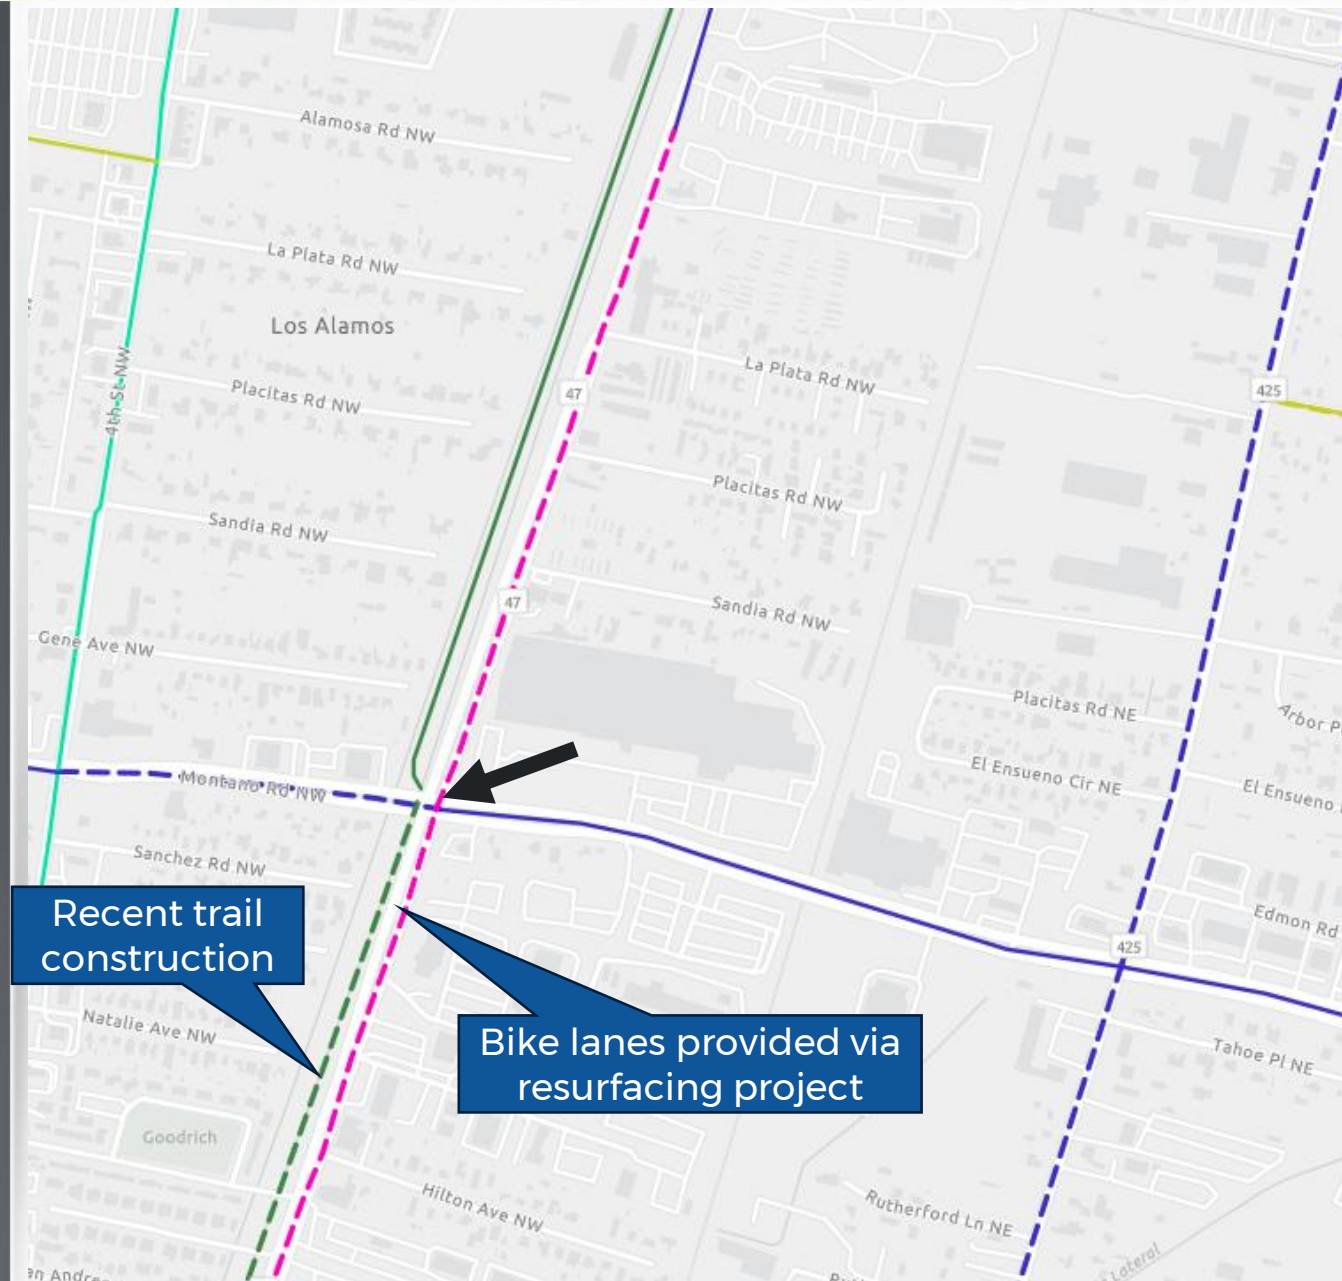 Alamosa Rd NW
La Plata Rd NW
Los Alamos
4th St NW
Placitas Rd NW
47
La Plata Rd NW
425
Placitas Rd NW
Sandia Rd NW
47
Sandia Rd NW
Gene Ave NW
Placitas Rd NE
Arbor P
El Ensueno Cir NE
El Ensueno
Montano Rd NW
Sanchez Rd NW
Recent trail
construction
Edmon Rd
425
Natalie Ave NW
Bike lanes provided via
resurfacing project
Tahoe Pl NE
Goodrich
Hilton Ave NW
Rutherford Ln NE
Lateral